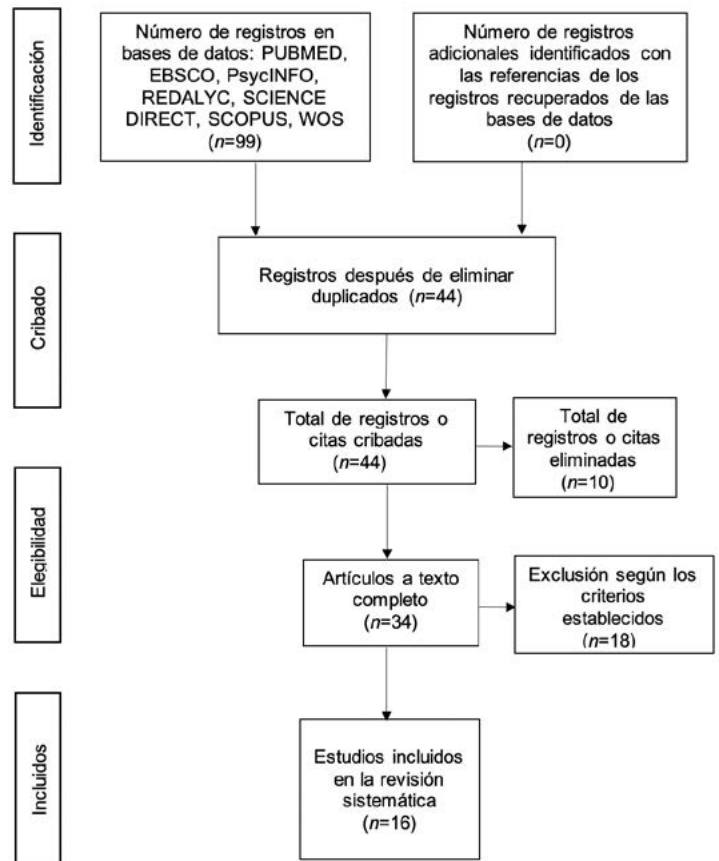 Identificación
Número de registros en
bases de datos: PUBMED,
EBSCO, PsycINFO,
REDALYC, SCIENCE
DIRECT, SCOPUS, WOS
(n=99)
Número de registros
adicionales identificados con
las referencias de los
registros recuperados de las
bases de datos
(n=0)
Cribado
Registros después de eliminar
duplicados (n=44)
Total de registros o
citas cribadas
(n=44)
Total de
registros o citas
eliminadas
(n=10)
Elegibilidad
Artículos a texto
completo
(n=34)
Exclusión según los
criterios
establecidos
(n=18)
Incluidos
Estudios incluidos
en la revisión
sistemática
(n=16)